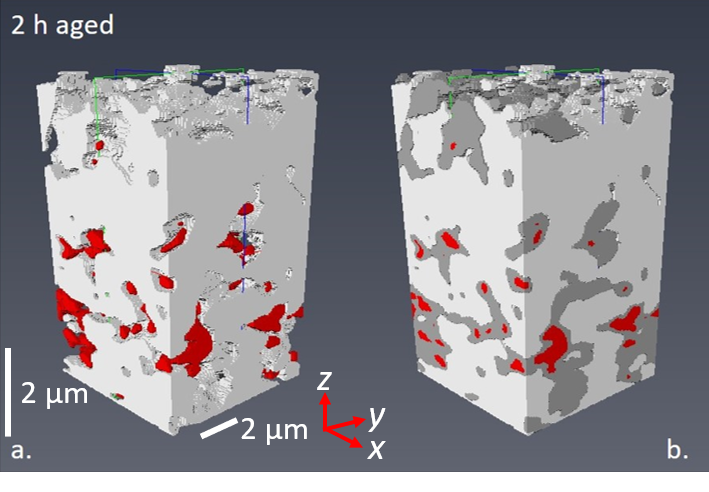 2 h aged
2 μm
2 μm
z
y
x
a.
b.